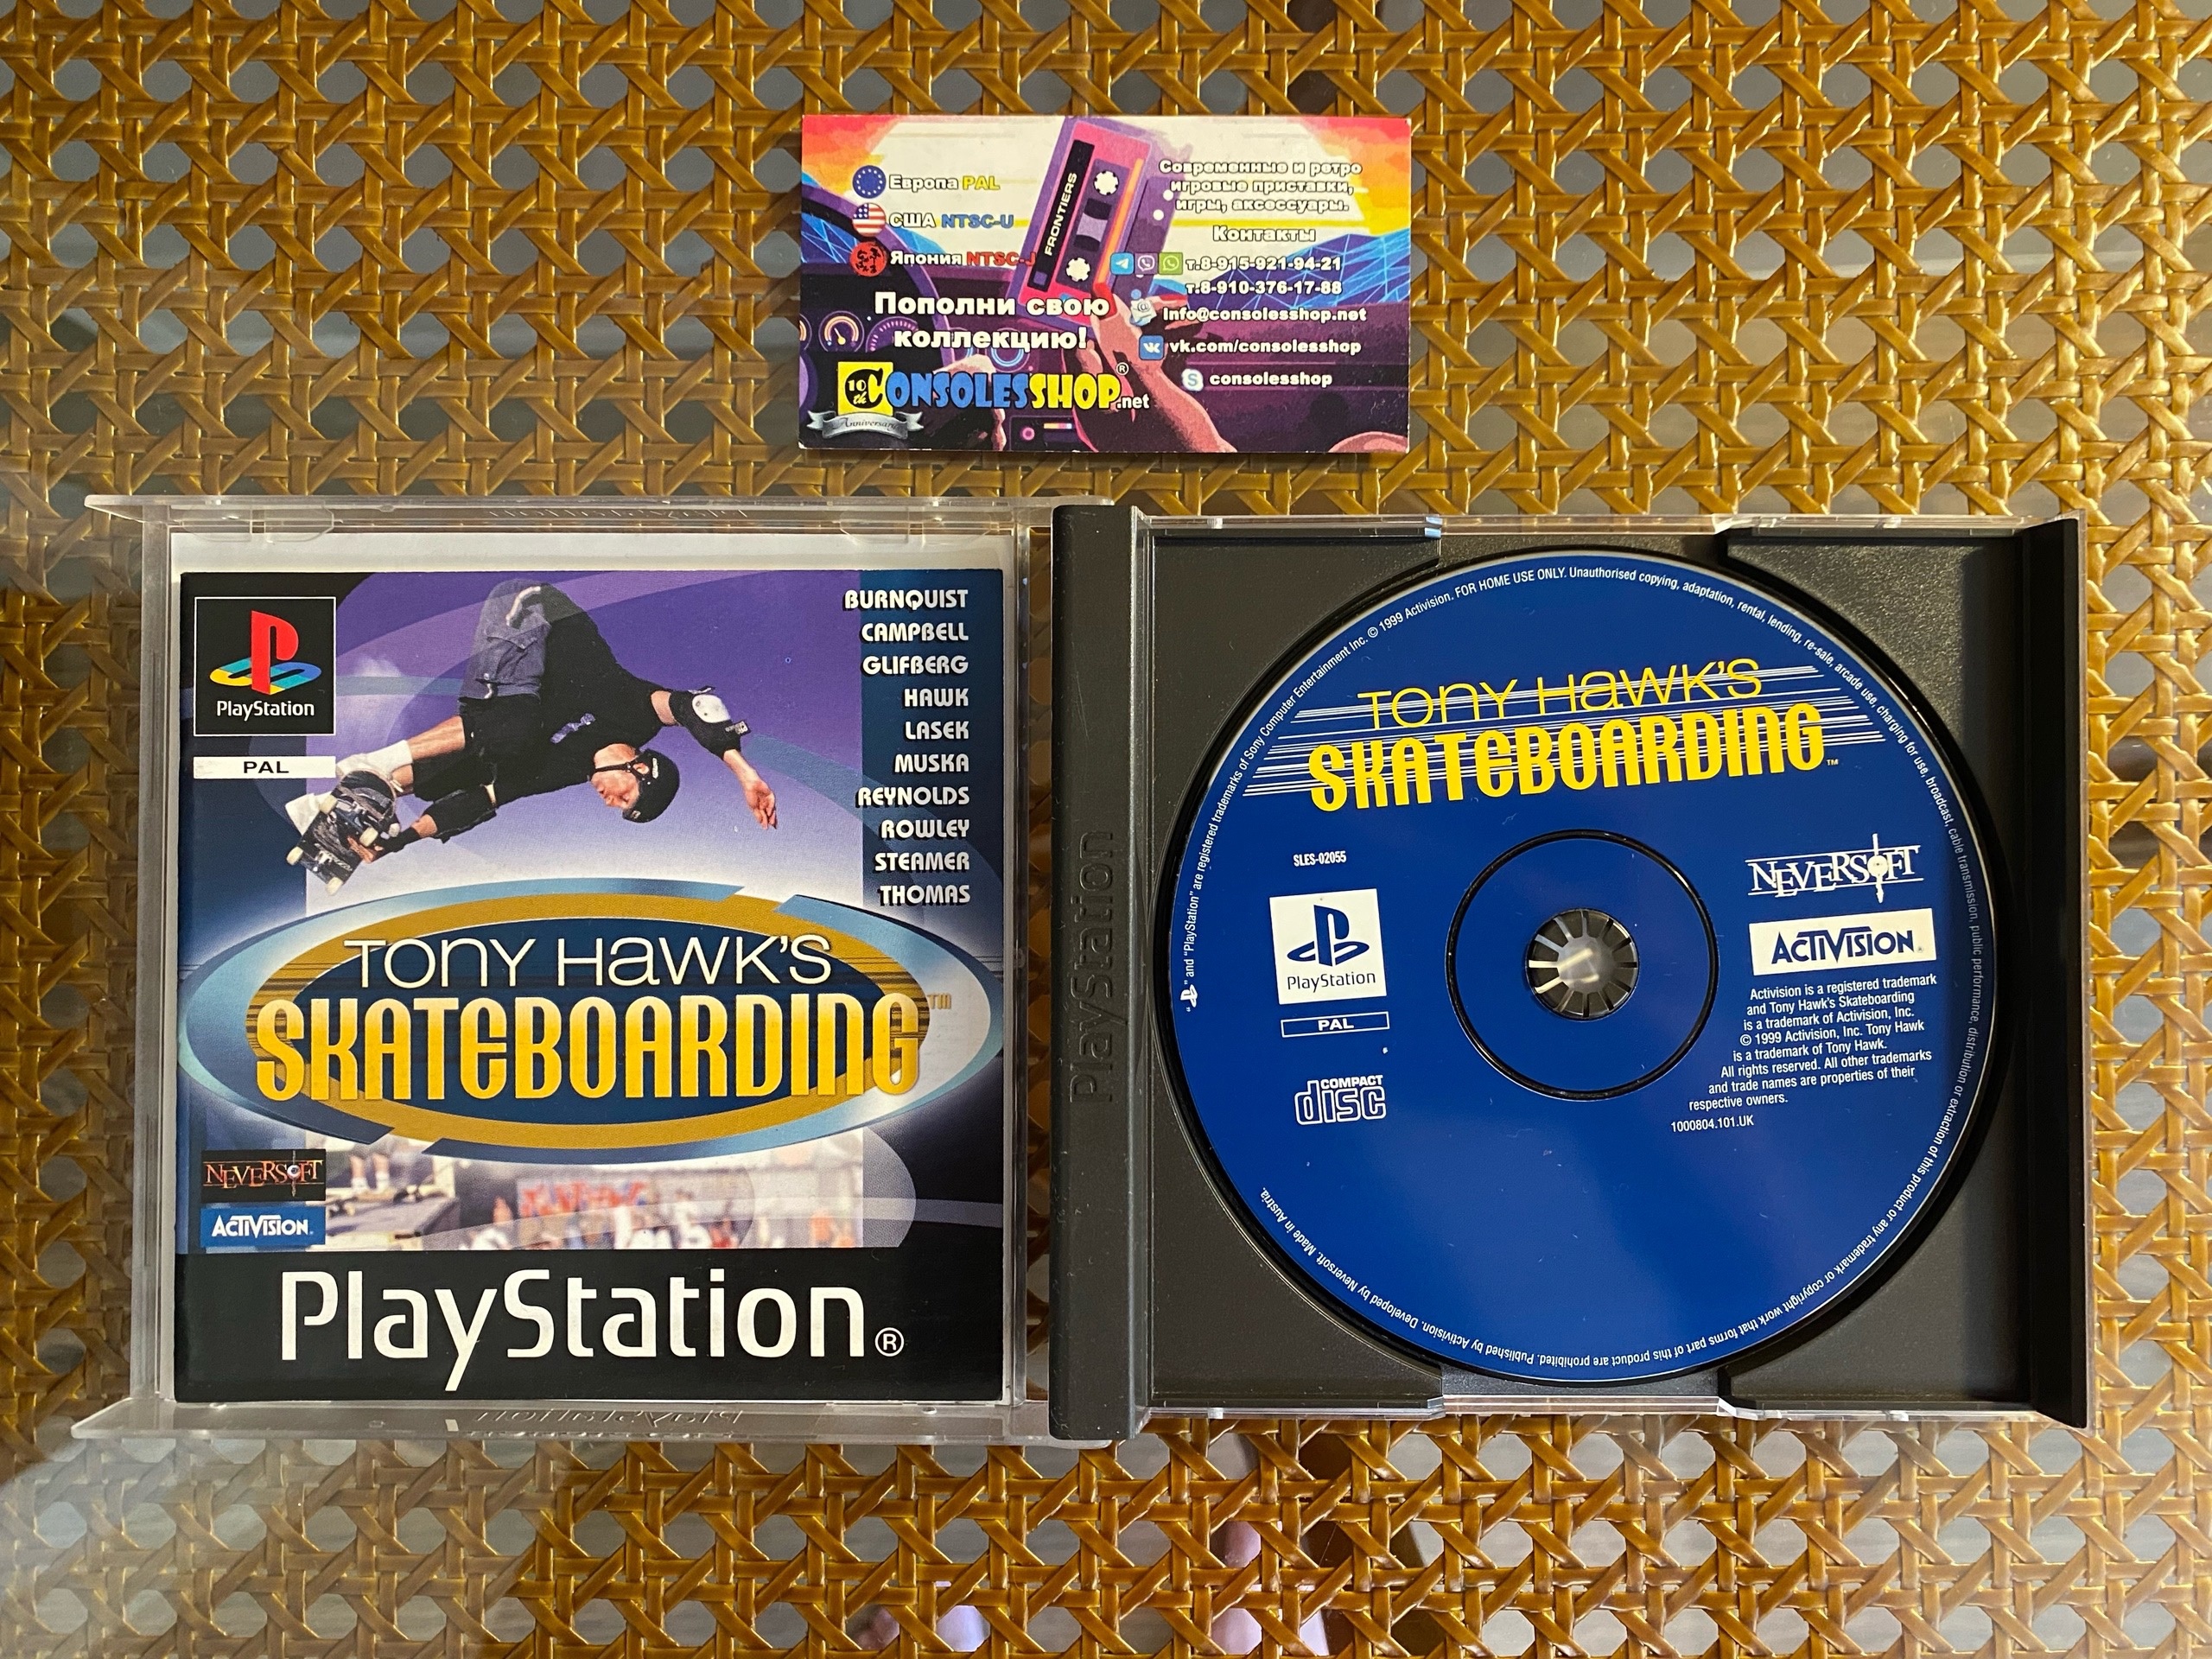 Европа PAL
США NTSC-U
Япония NTSC-J
Пополни свою
коллекцию!
10th
CONSOLESSHOP.net
®
Anniversary
FRONTIERS
Современные и ретро
игровые приставки,
игры, аксессуары.
Контакты
т.8-915-921-94-21
т.8-910-376-17-88
info@consolesshop.net
vk.com/consolesshop
S consolesshop
PlayStation
PAL
BURNQUIST
CAMPBELL
GLIFBERG
HAWK
LASEK
MUSKA
REYNOLDS
ROWLEY
STEAMER
THOMAS
TONY HAWK'S
SKATEBOARDING™
NEVERSOFT
ACTIVISION®
PlayStation®
PlayStation
PlayStation
"PS" and "PlayStation" are registered trademarks of Sony Computer Entertainment Inc. © 1999 Activision. FOR HOME USE ONLY. Unauthorised copying, adaptation, rental, lending, re-sale, arcade use, charging for use, broadcast, cable transmission, public performance, distribution or extraction of this product or any trademark or copyright work that forms part of this product are prohibited. Published by Activision. Developed by Neversoft. Made in Austria.
TONY HAWK'S
SKATEBOARDING™
SLES-02055
PlayStation
PAL
COMPACT
disc
NEVERSOFT
ACTIVISION®
Activision is a registered trademark
and Tony Hawk's Skateboarding
is a trademark of Activision, Inc.
© 1999 Activision, Inc. Tony Hawk
is a trademark of Tony Hawk.
All rights reserved. All other trademarks
and trade names are properties of their
respective owners.
1000804.101.UK